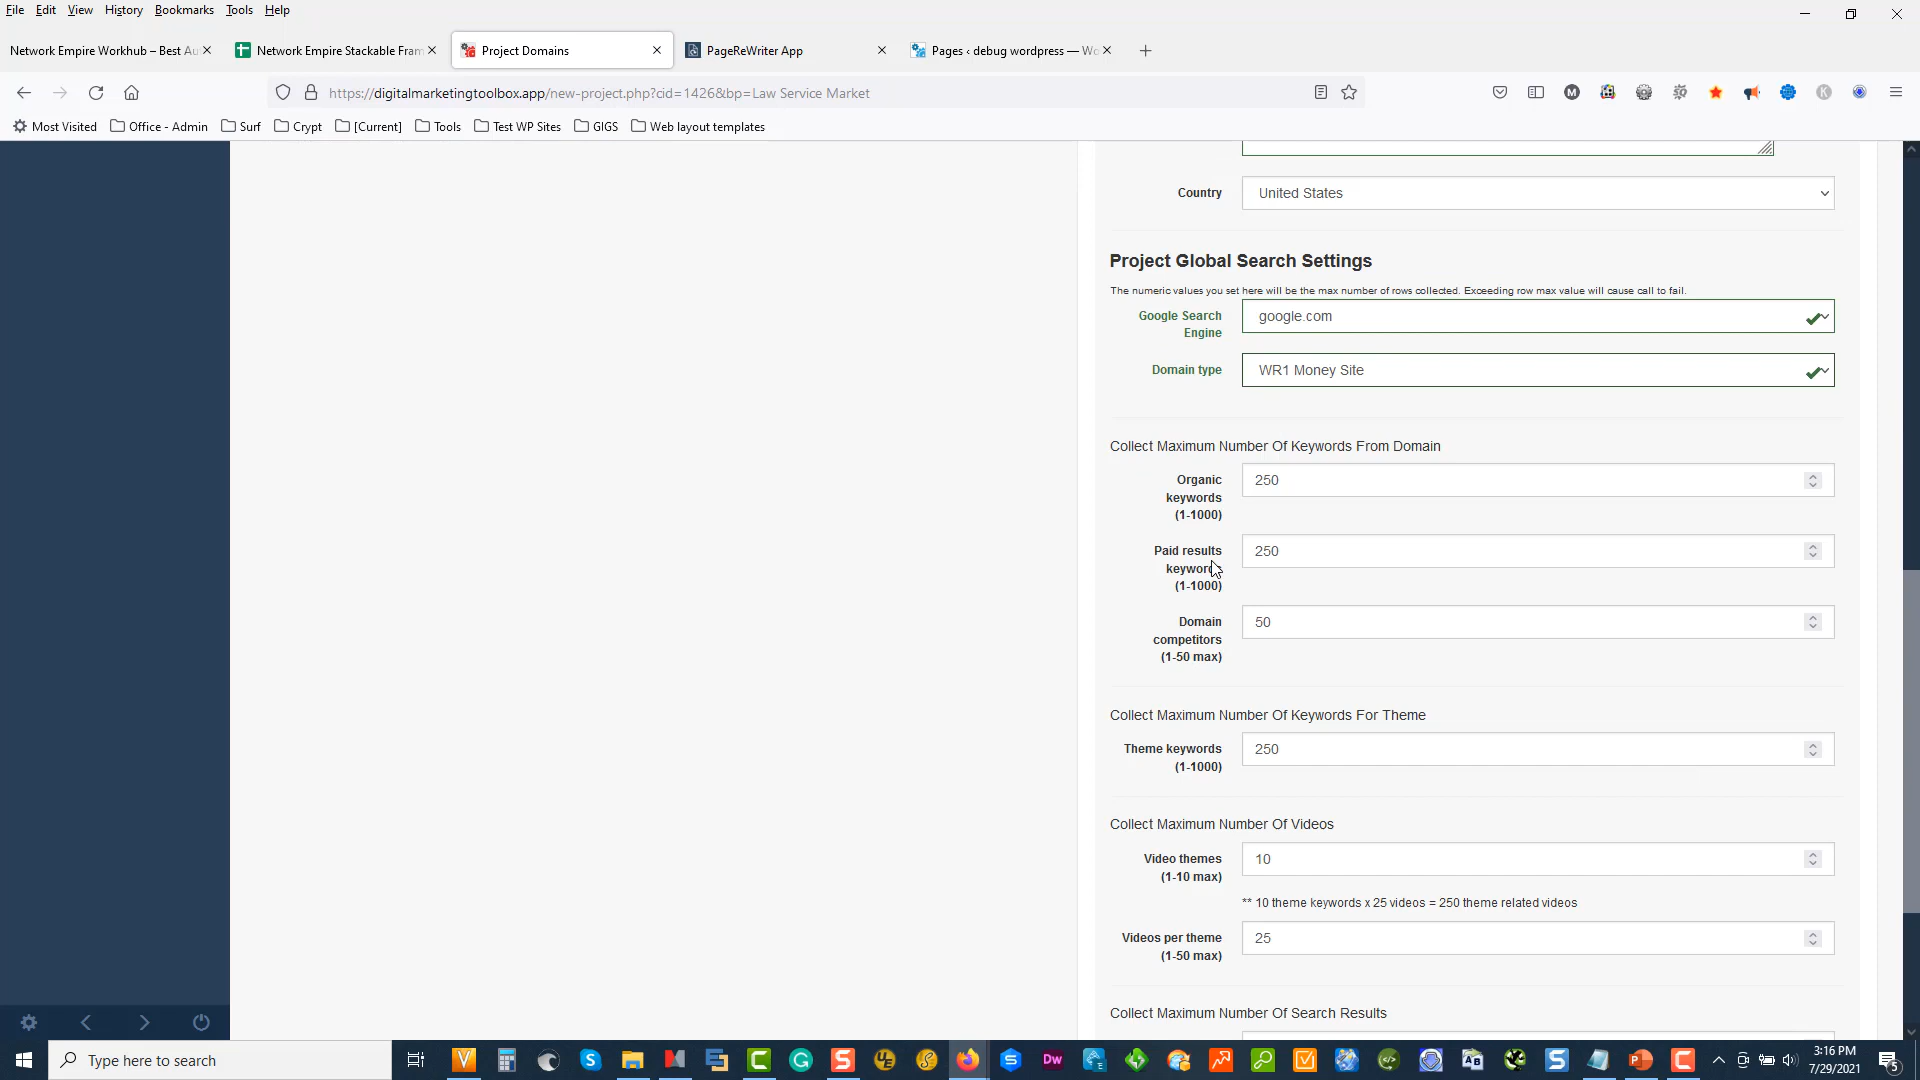 File Edit View History Bookmarks Tools Help
Network Empire Workhub – Best Au
Network Empire Stackable Fram
Project Domains
PageReWriter App
Pages ‹ debug wordpress — Wo
https://digitalmarketingtoolbox.app/new-project.php?cid=1426&bp=Law Service Market
Most Visited Office - Admin Surf Crypt [Current] Tools Test WP Sites GIGS Web layout templates
Country United States
Project Global Search Settings
The numeric values you set here will be the max number of rows collected. Exceeding row max value will cause call to fail.
Google Search
Engine
google.com
Domain type WR1 Money Site
Collect Maximum Number Of Keywords From Domain
Organic
keywords
(1-1000)
250
Paid results
keywords
(1-1000)
250
Domain
competitors
(1-50 max)
50
Collect Maximum Number Of Keywords For Theme
Theme keywords
(1-1000)
250
Collect Maximum Number Of Videos
Video themes
(1-10 max)
10
** 10 theme keywords x 25 videos = 250 theme related videos
Videos per theme
(1-50 max)
25
Collect Maximum Number Of Search Results
Type here to search
3:16 PM
7/29/2021